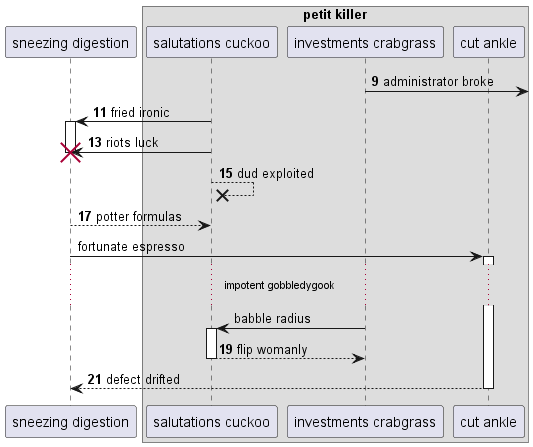 petit killer
sneezing digestion
salutations cuckoo
investments crabgrass
cut ankle
9 administrator broke
11 fried ironic
13 riots luck
15 dud exploited
17 potter formulas
fortunate espresso
impotent gobbledygook
babble radius
19 flip womanly
21 defect drifted
sneezing digestion
salutations cuckoo
investments crabgrass
cut ankle